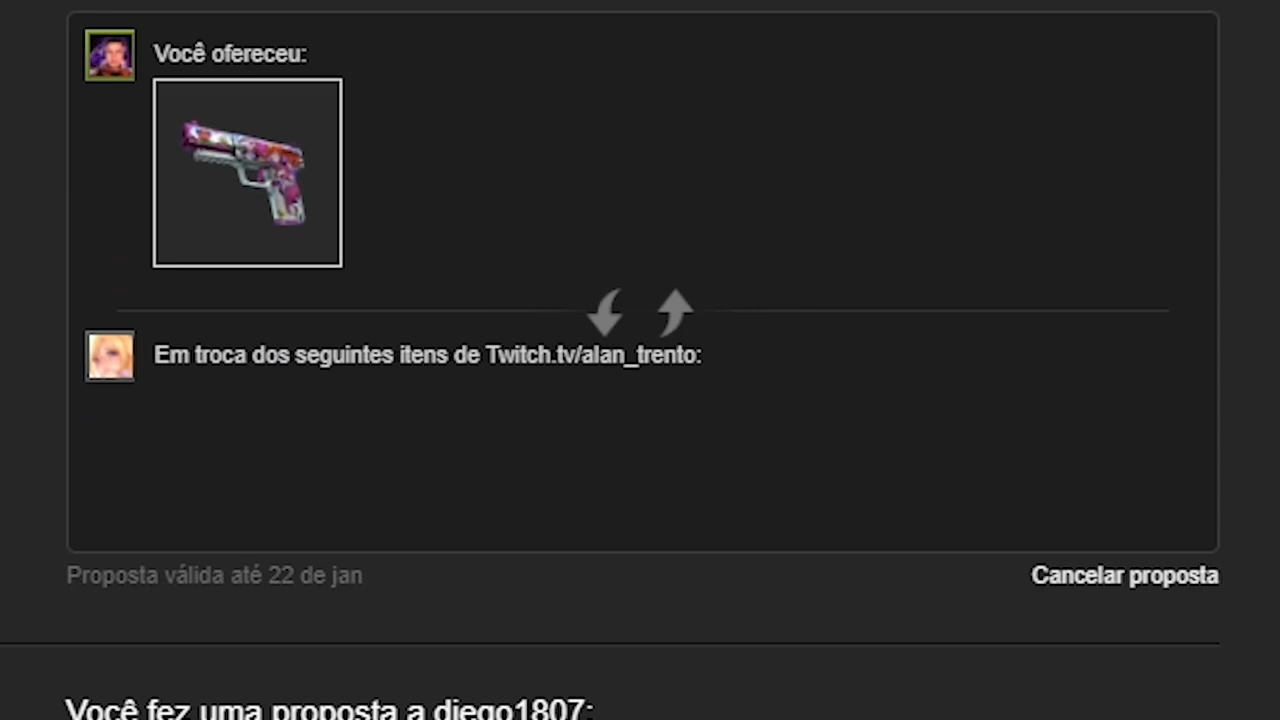 Você ofereceu:
Em troca dos seguintes itens de Twitch.tv/alan_trento:
Proposta válida até 22 de jan
Cancelar proposta
Você fez uma proposta a diego1807: